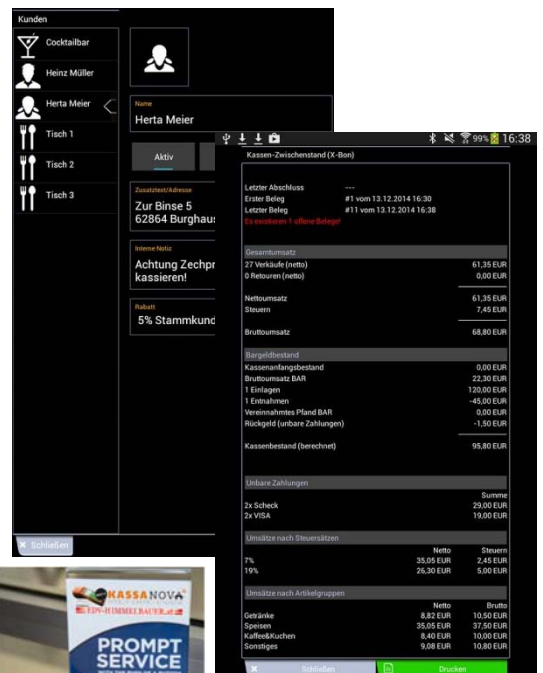 Kunden
Cocktailbar
Heinz Müller
Herta Meier
Tisch 1
Tisch 2
Tisch 3
Name
Herta Meier
Aktiv
Zusatztext/Adresse
Zur Binse 5
62864 Burghaus
Interne Notiz
Achtung Zechpr
kassieren!
Rabatt
5% Stammkund
× Schließen
99% 16:38
Kassen-Zwischenstand (X-Bon)
Letzter Abschluss ---
Erster Beleg #1 vom 13.12.2014 16:30
Letzter Beleg #11 vom 13.12.2014 16:38
Es existieren 1 offene Belege!
Gesamtumsatz
27 Verkäufe (netto) 61,35 EUR
0 Retouren (netto) 0,00 EUR
Nettoumsatz 61,35 EUR
Steuern 7,45 EUR
Bruttoumsatz 68,80 EUR
Bargeldbestand
Kassenanfangsbestand 0,00 EUR
Bruttoumsatz BAR 22,30 EUR
1 Einlagen 120,00 EUR
1 Entnahmen -45,00 EUR
Vereinnahmtes Pfand BAR 0,00 EUR
Rückgeld (unbare Zahlungen) -1,50 EUR
Kassenbestand (berechnet) 95,80 EUR
Unbare Zahlungen
Summe
2x Scheck 29,00 EUR
2x VISA 19,00 EUR
Umsätze nach Steuersätzen
Netto Steuern
7% 35,05 EUR 2,45 EUR
19% 26,30 EUR 5,00 EUR
Umsätze nach Artikelgruppen
Netto Brutto
Getränke 8,82 EUR 10,50 EUR
Speisen 35,05 EUR 37,50 EUR
Kaffee&Kuchen 8,40 EUR 10,00 EUR
Sonstiges 9,08 EUR 10,80 EUR
× Schließen Drucken
KASSANOVA
EDV-HIMMELBAUER.at
PROMPT
SERVICE